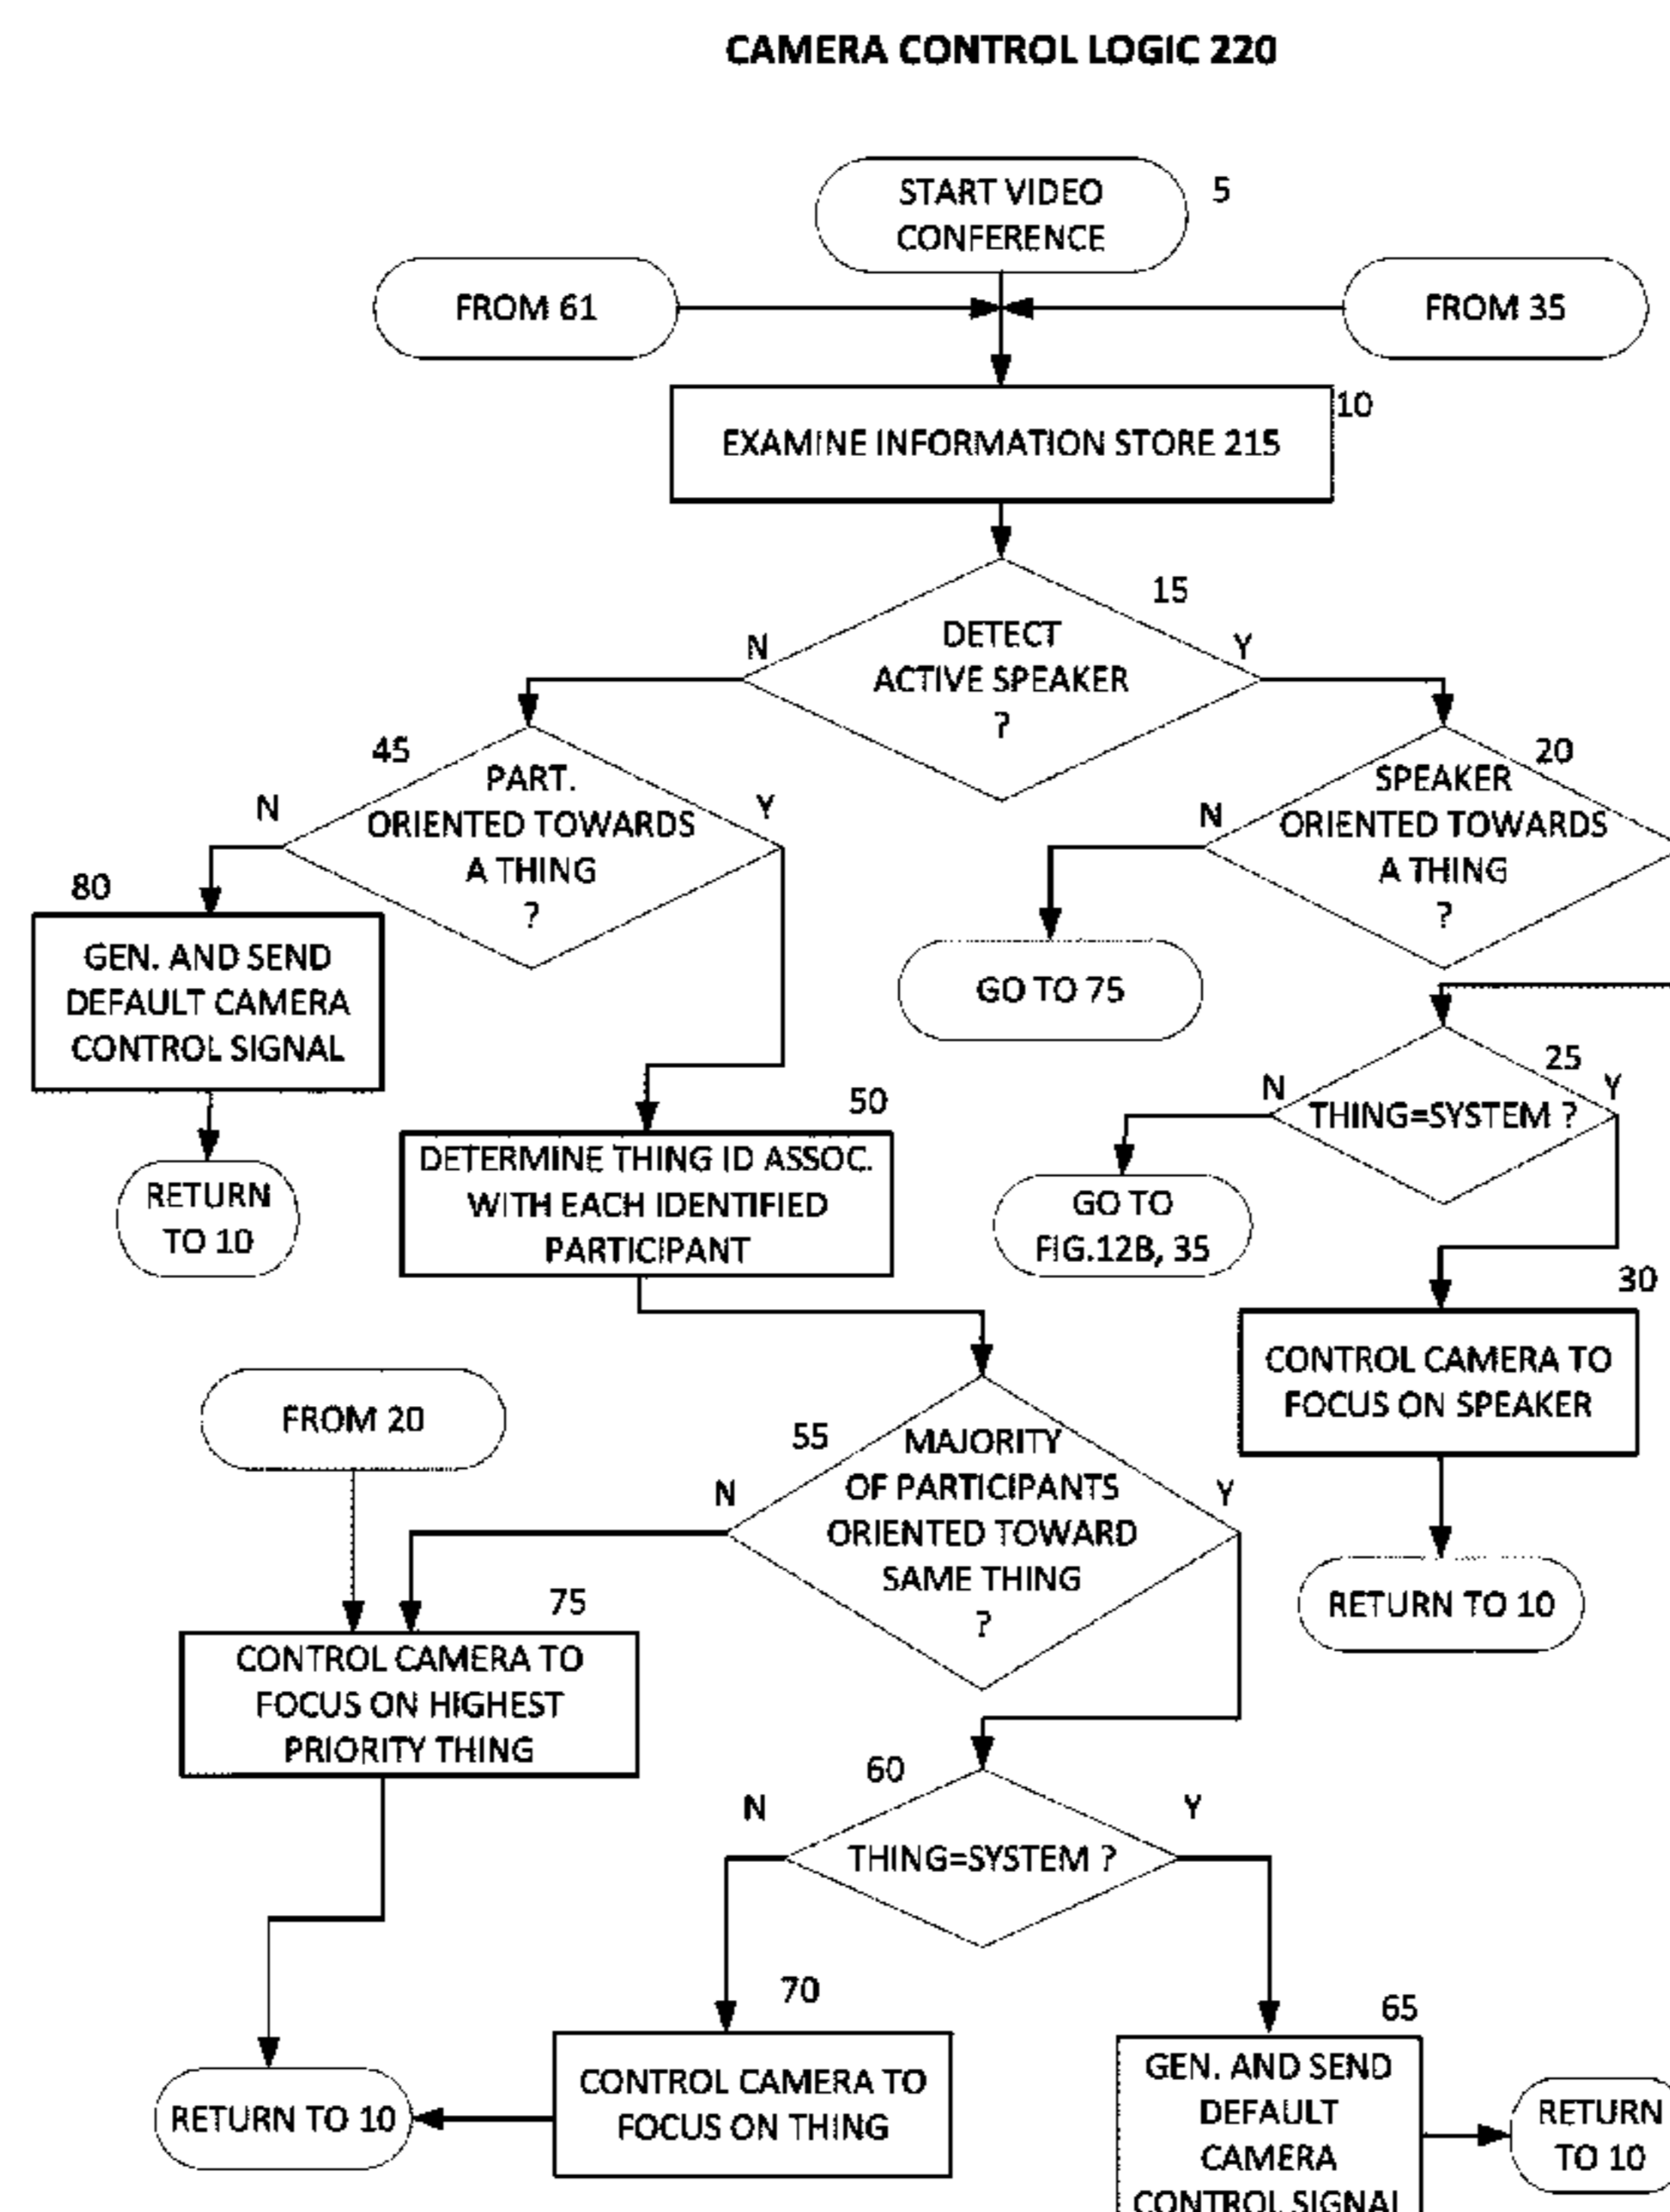 CAMERA CONTROL LOGIC 220
START VIDEO
CONFERENCE
5
FROM 61
FROM 35
10
EXAMINE INFORMATION STORE 215
15
DETECT
ACTIVE SPEAKER
?
N
Y
45
PART.
ORIENTED TOWARDS
A THING
?
N
Y
20
SPEAKER
ORIENTED TOWARDS
A THING
?
N
80
GEN. AND SEND
DEFAULT CAMERA
CONTROL SIGNAL
GO TO 75
RETURN
TO 10
50
DETERMINE THING ID ASSOC.
WITH EACH IDENTIFIED
PARTICIPANT
25
THING=SYSTEM ?
N
Y
GO TO
FIG.12B, 35
30
CONTROL CAMERA TO
FOCUS ON SPEAKER
RETURN TO 10
FROM 20
55
MAJORITY
OF PARTICIPANTS
ORIENTED TOWARD
SAME THING
?
N
Y
75
CONTROL CAMERA TO
FOCUS ON HIGHEST
PRIORITY THING
60
THING=SYSTEM ?
N
Y
70
CONTROL CAMERA TO
FOCUS ON THING
RETURN TO 10
65
GEN. AND SEND
DEFAULT
CAMERA
CONTROL SIGNAL
RETURN
TO 10